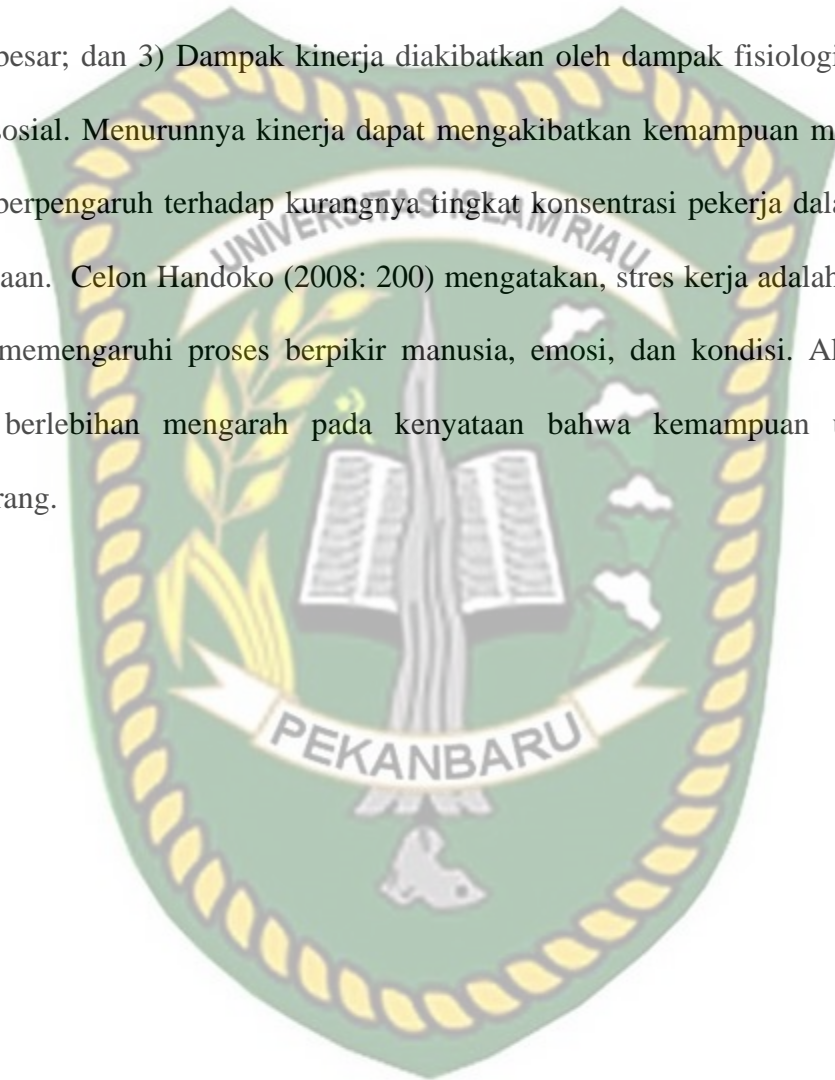 besar; dan 3) Dampak kinerja diakibatkan oleh dampak fisiologi
sosial. Menurunnya kinerja dapat mengakibatkan kemampuan
berpengaruh terhadap kurangnya tingkat konsentrasi pekerja
aan. Celon Handoko (2008: 200) mengatakan, stres kerja adalah
memengaruhi proses berpikir manusia, emosi, dan kondisi.
berlebihan mengarah pada kenyataan bahwa kemampuan
rang.
UNIVERSITAS ISLAM RIAU
PEKANBARU